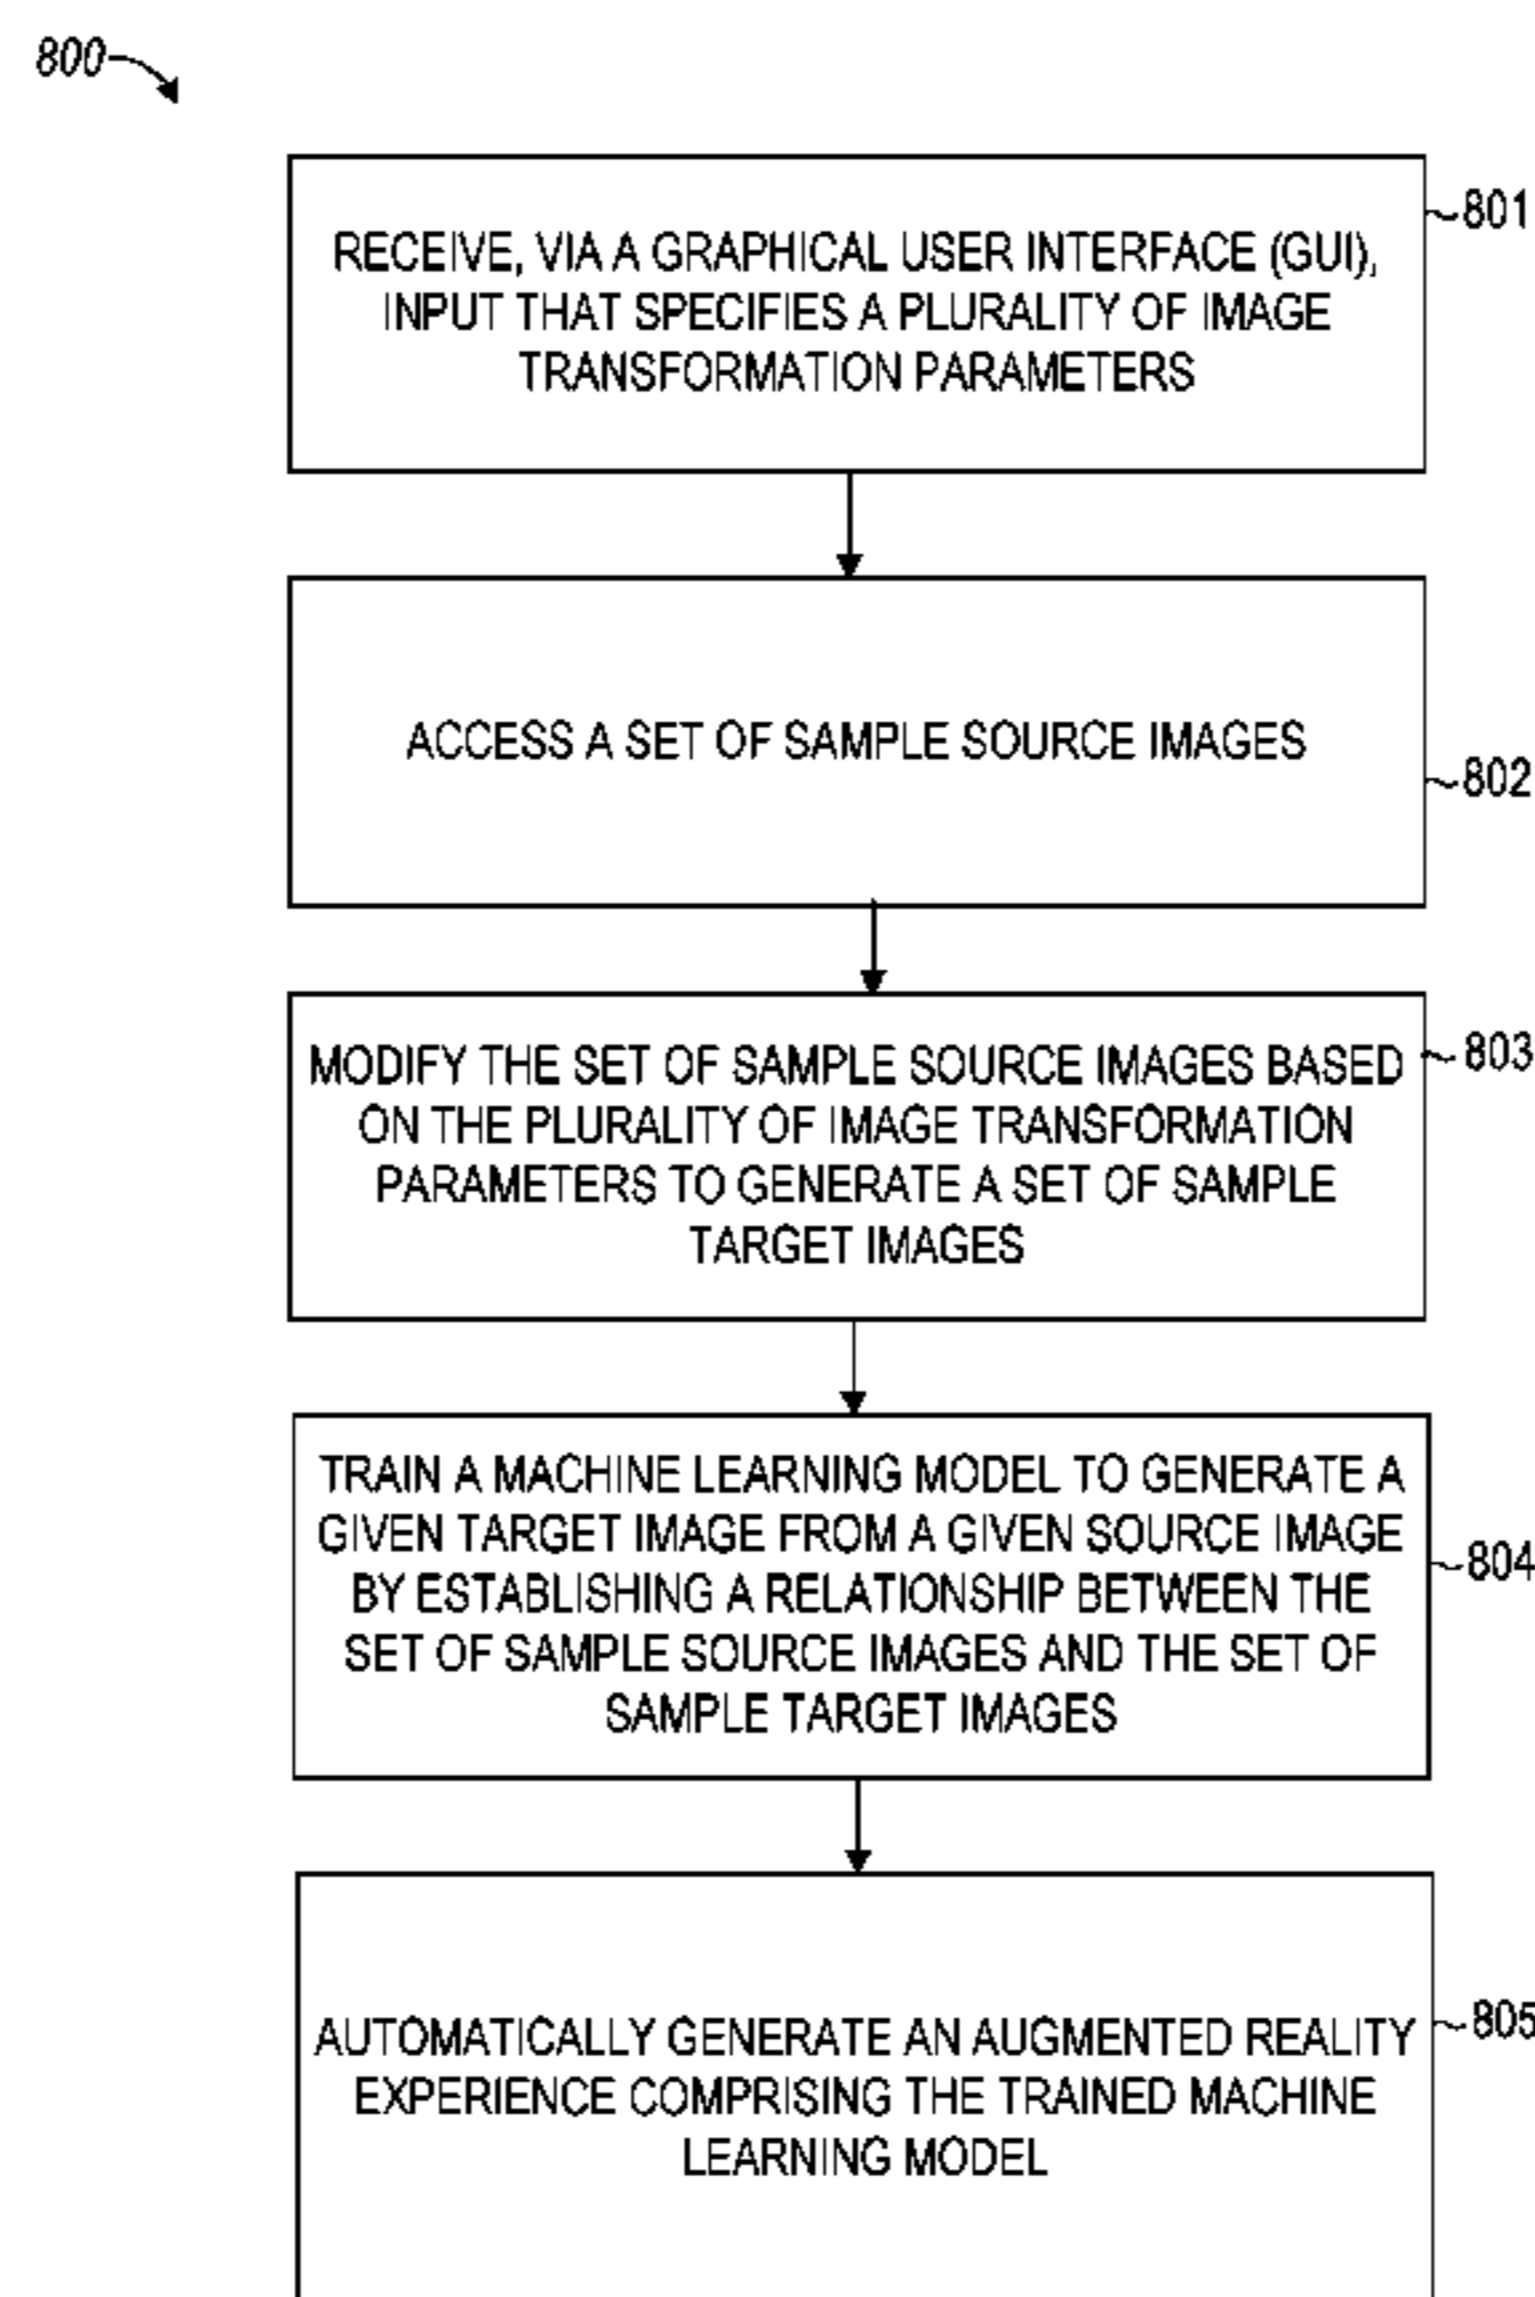 800
RECEIVE, VIA A GRAPHICAL USER INTERFACE (GUI),
INPUT THAT SPECIFIES A PLURALITY OF IMAGE
TRANSFORMATION PARAMETERS
801
ACCESS A SET OF SAMPLE SOURCE IMAGES
802
MODIFY THE SET OF SAMPLE SOURCE IMAGES BASED
ON THE PLURALITY OF IMAGE TRANSFORMATION
PARAMETERS TO GENERATE A SET OF SAMPLE
TARGET IMAGES
803
TRAIN A MACHINE LEARNING MODEL TO GENERATE A
GIVEN TARGET IMAGE FROM A GIVEN SOURCE IMAGE
BY ESTABLISHING A RELATIONSHIP BETWEEN THE
SET OF SAMPLE SOURCE IMAGES AND THE SET OF
SAMPLE TARGET IMAGES
804
AUTOMATICALLY GENERATE AN AUGMENTED REALITY
EXPERIENCE COMPRISING THE TRAINED MACHINE
LEARNING MODEL
805